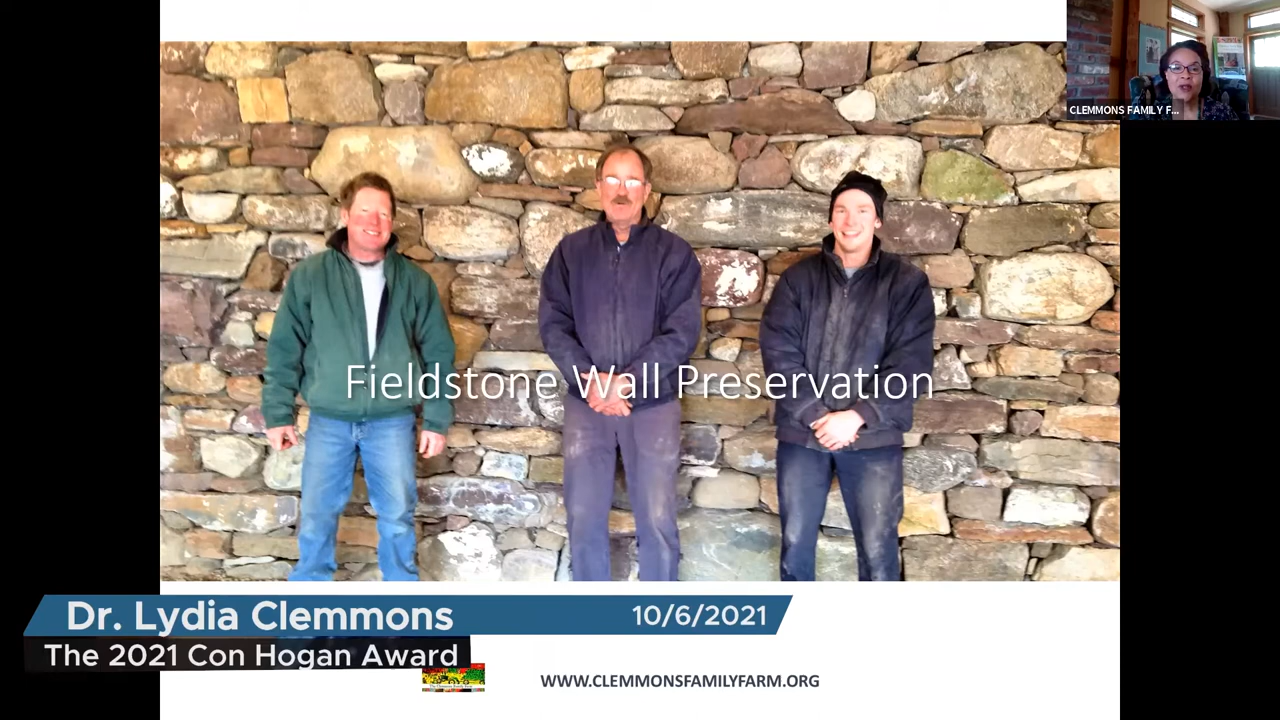 CLEMMONS FAMILY F...
Fieldstone Wall Preservation
Dr. Lydia Clemmons
10/6/2021
The 2021 Con Hogan Award
WWW.CLEMMONSFAMILYFARM.ORG